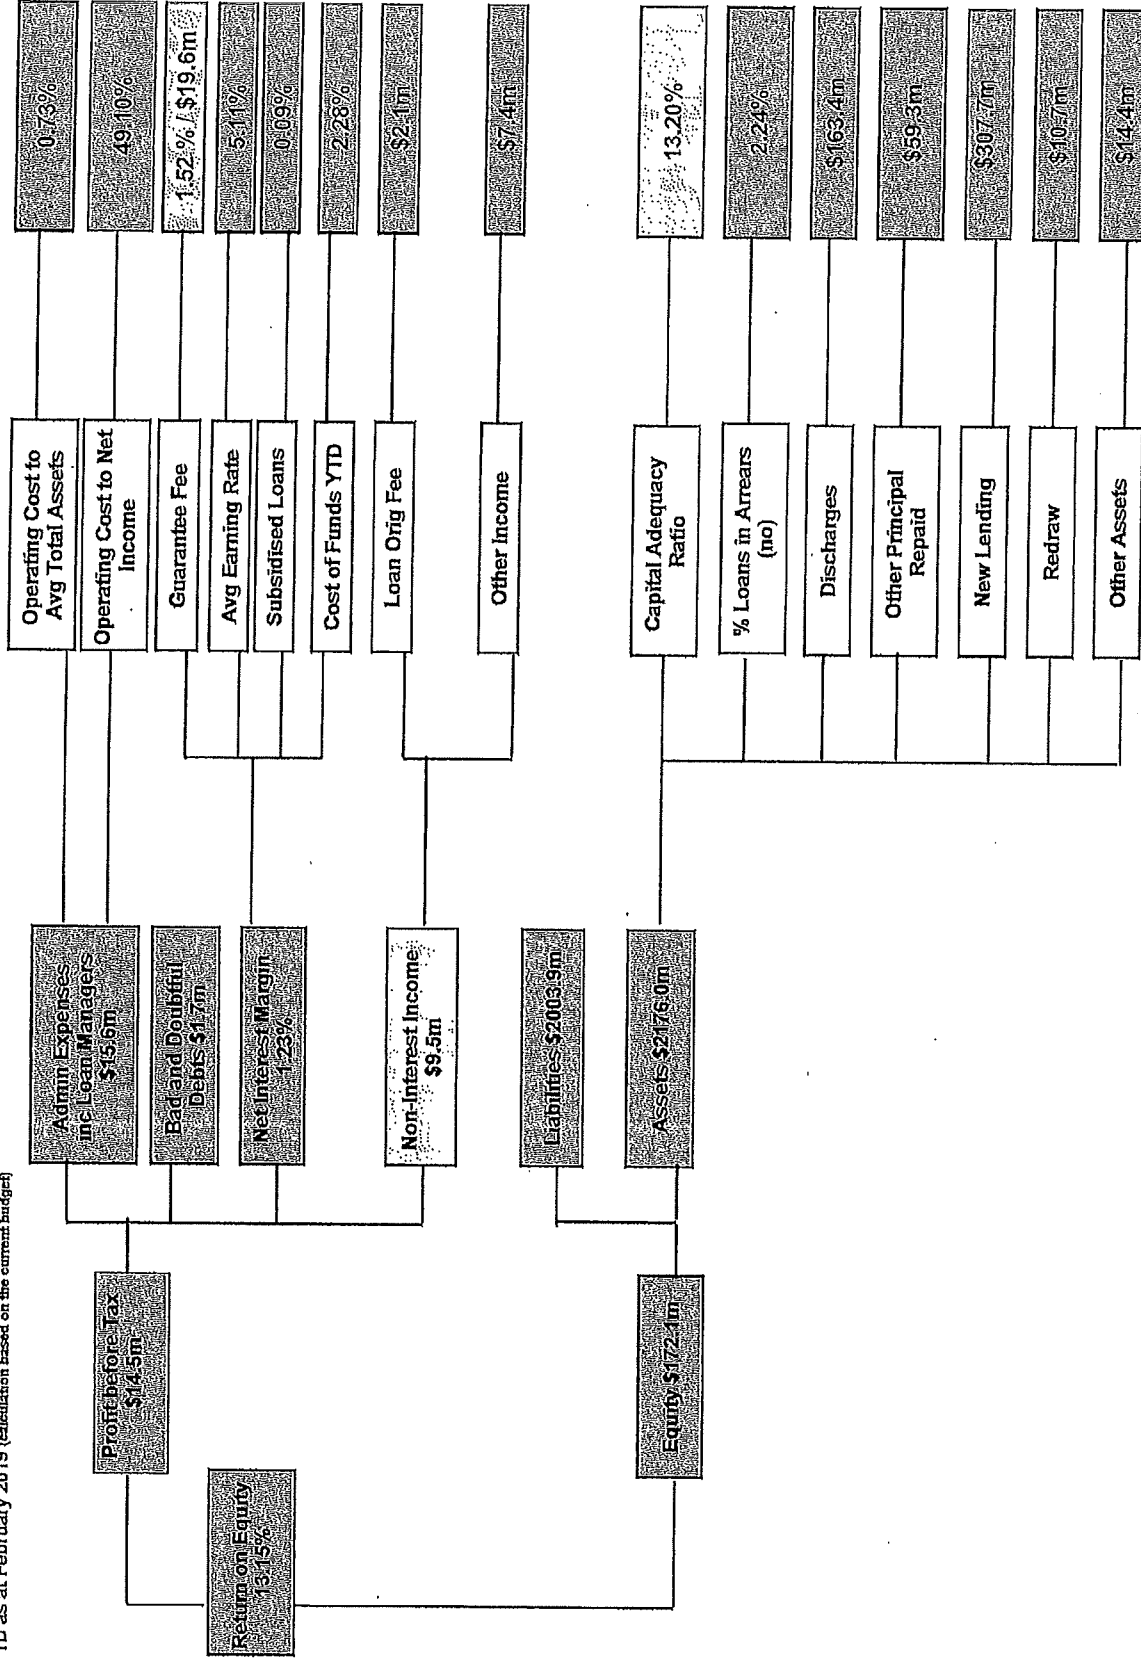 YTD as at February 2019 (calculation based on the current budget)
Return on Equity
13.15%
Profit before Tax
$14.5m
Equity $172.1m
Admin Expenses
inc Loan Managers
$15.6m
Bad and Doubtful
Debts $1.7m
Net Interest Margin
1.23%
Non-Interest Income
$9.5m
Liabilities $2003.9m
Assets $2176.0m
Operating Cost to
Avg Total Assets
0.73%
Operating Cost to Net
Income
49.10%
Guarantee Fee
1.52 % / $19.6m
Avg Earning Rate
5.11%
Subsidised Loans
0.09%
Cost of Funds YTD
2.28%
Loan Orig Fee
$2.1m
Other Income
$7.4m
Capital Adequacy
Ratio
13.20%
% Loans in Arrears
(no)
2.24%
Discharges
$163.4m
Other Principal
Repaid
$59.3m
New Lending
$307.7m
Redraw
$10.7m
Other Assets
$14.4m